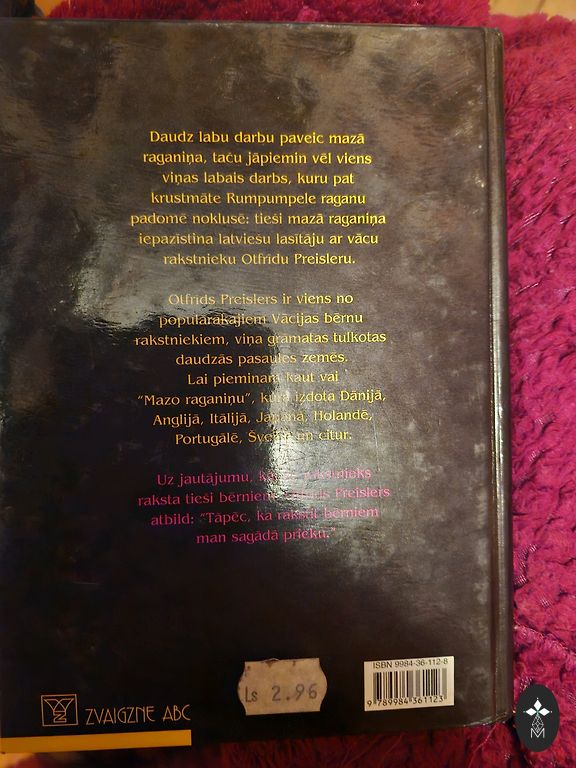 Daudz labu darbu paveic mazā
raganiņa, taču jāpiemin vēl viens
viņas labais darbs, kuru pat
krustmāte Rumpumpele raganu
padomē noklusē: tieši mazā raganiņa
iepazīstina latviešu lasītāju ar vācu
rakstnieku Otfrīdu Preisleru.
Otfrīds Preislers ir viens no
populārākajiem Vācijas bērnu
rakstniekiem, viņa grāmatas tulkotas
daudzās pasaules zemēs.
Lai pieminam kaut vai
“Mazo raganiņu”, kura izdota Dānijā,
Anglijā, Itālijā, Japānā, Holandē,
Portugālē, un citur.
Uz jautājumu, rakstnieks
raksta tieši bērniem, Preislers
atbild: “Tāpēc, ka rakstīt bērniem
man sagādā prieku.”
ISBN 9984-36-112-8
9 789984 361123
Ls 2.96
ZVAIGZNE ABC
M